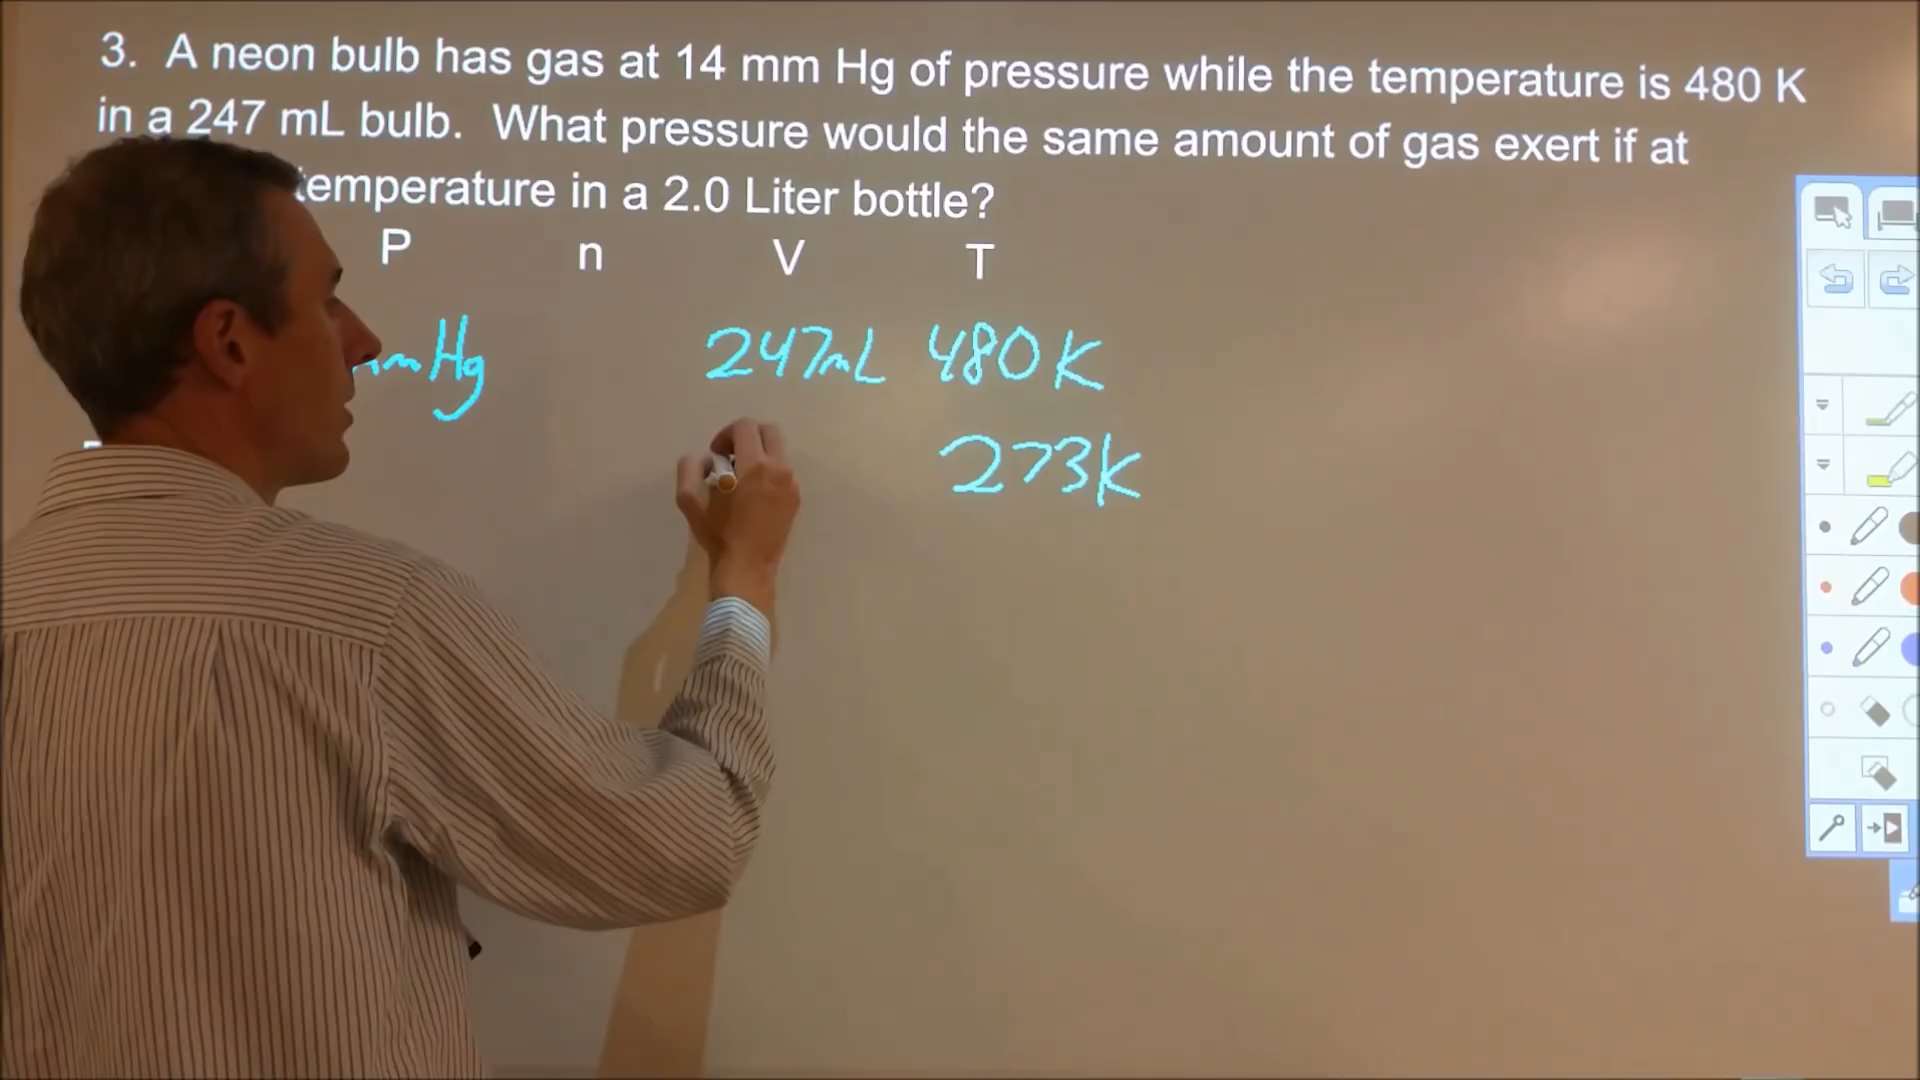 3. A neon bulb has gas at 14 mm Hg of pressure while the temperature is 480 K
in a 247 mL bulb. What pressure would the same amount of gas exert if at
temperature in a 2.0 Liter bottle?
P n V T
mHg 247mL 480K
273K